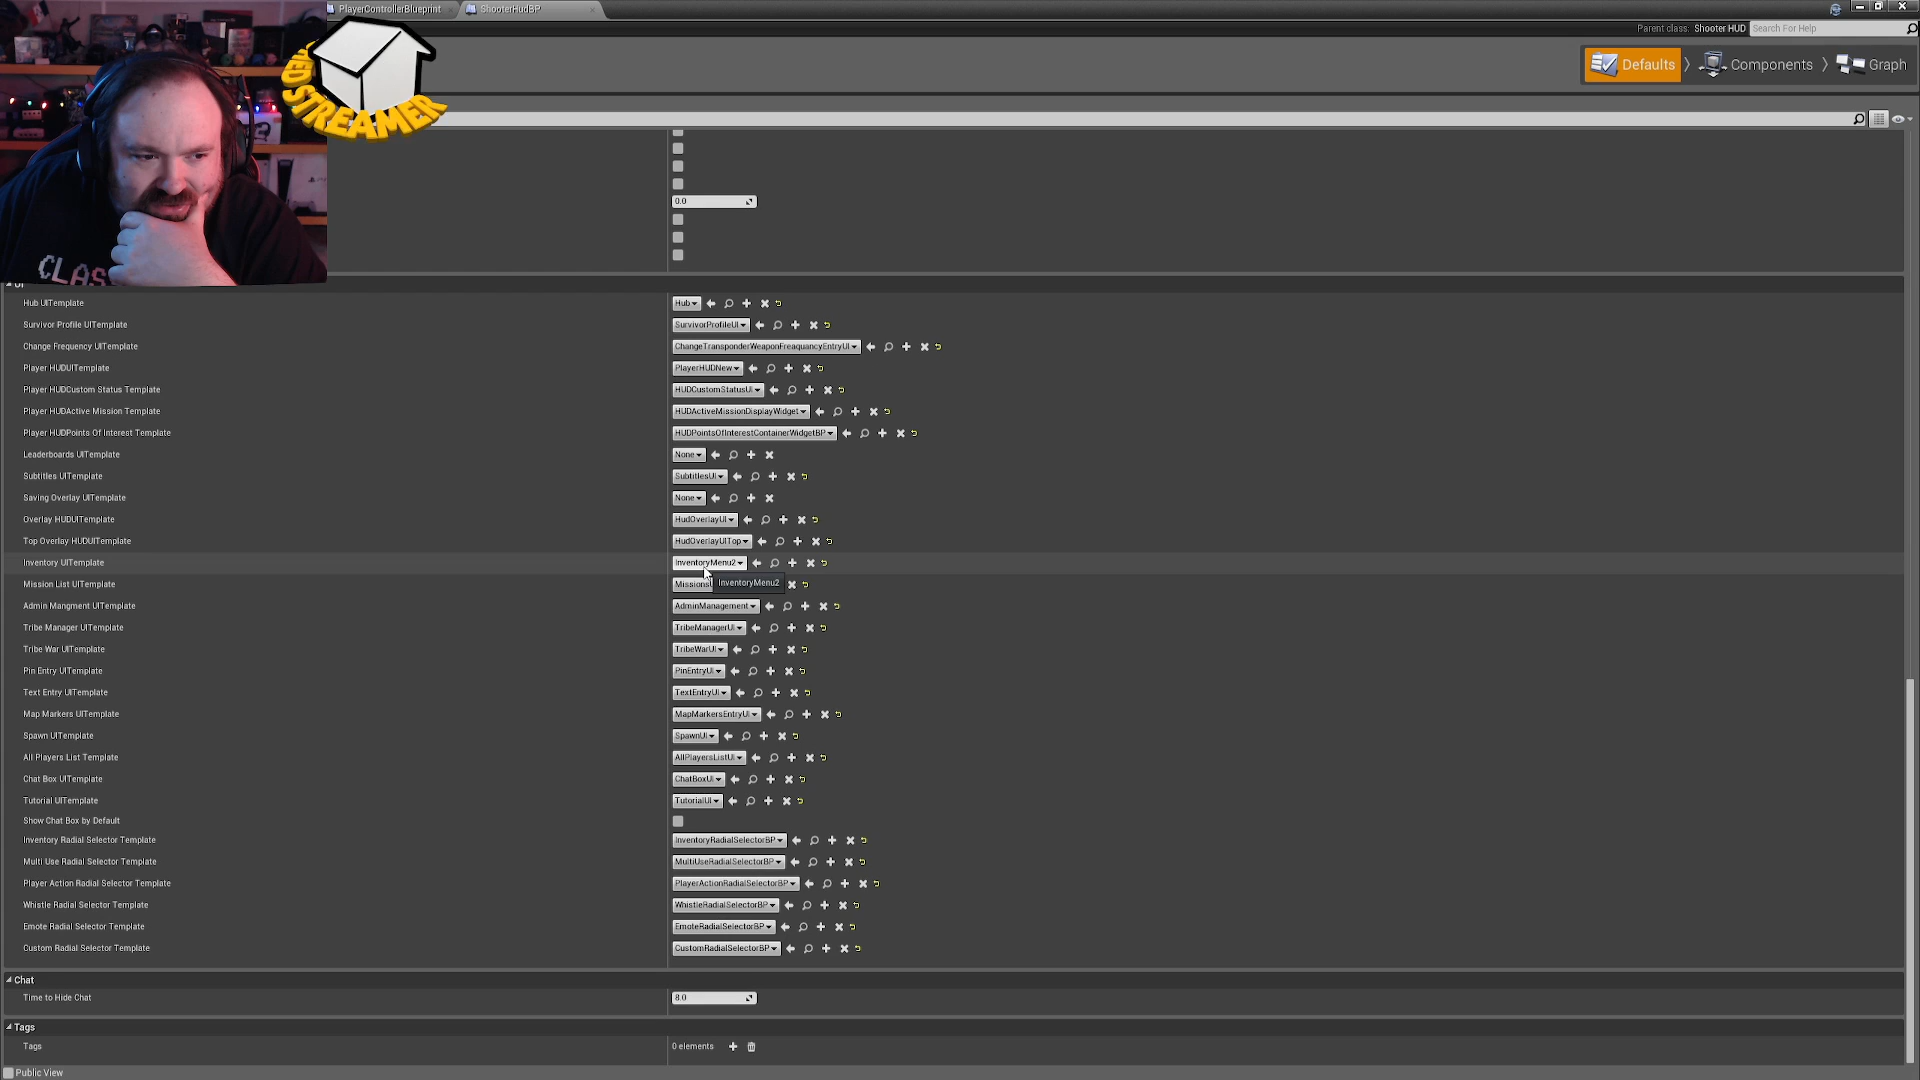 PlayerControllerBlueprint
ShooterHudBP
Parent class: Shooter HUD
Search For Help
STREAMER
Defaults
Components
Graph
CLAS
0.0
UI
Hub UITemplate
Hub
Survivor Profile UITemplate
SurvivorProfileUI
Change Frequency UITemplate
ChangeTransponderWeaponFreaquancyEntryUI
Player HUDUITemplate
PlayerHUDNew
Player HUDCustom Status Template
HUDCustomStatusUI
Player HUDActive Mission Template
HUDActiveMissionDisplayWidget
Player HUDPoints Of Interest Template
HUDPointsOfInterestContainerWidgetBP
Leaderboards UITemplate
None
Subtitles UITemplate
SubtitlesUI
Saving Overlay UITemplate
None
Overlay HUDUITemplate
HudOverlayUI
Top Overlay HUDUITemplate
HudOverlayUITop
Inventory UITemplate
InventoryMenu2
Mission List UITemplate
Missions
InventoryMenu2
Admin Mangment UITemplate
AdminManagement
Tribe Manager UITemplate
TribeManagerUI
Tribe War UITemplate
TribeWarUI
Pin Entry UITemplate
PinEntryUI
Text Entry UITemplate
TextEntryUI
Map Markers UITemplate
MapMarkersEntryUI
Spawn UITemplate
SpawnUI
All Players List Template
AllPlayersListUI
Chat Box UITemplate
ChatBoxUI
Tutorial UITemplate
TutorialUI
Show Chat Box by Default
Inventory Radial Selector Template
InventoryRadialSelectorBP
Multi Use Radial Selector Template
MultiUseRadialSelectorBP
Player Action Radial Selector Template
PlayerActionRadialSelectorBP
Whistle Radial Selector Template
WhistleRadialSelectorBP
Emote Radial Selector Template
EmoteRadialSelectorBP
Custom Radial Selector Template
CustomRadialSelectorBP
Chat
Time to Hide Chat
8.0
Tags
Tags
0 elements
Public View